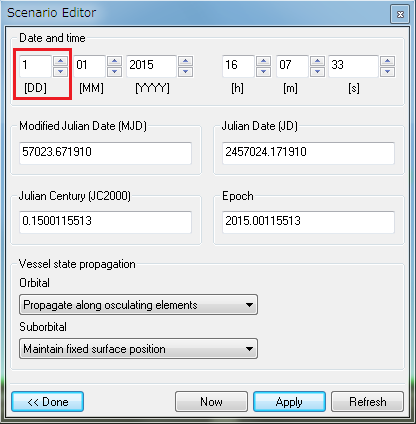 Scenario Editor
Date and time
1 01 2015 16 07 33
[DD] [MM] [YYYY] [h] [m] [s]
Modified Julian Date (MJD) Julian Date (JD)
57023.671910 2457024.171910
Julian Century (JC2000) Epoch
0.1500115513 2015.00115513
Vessel state propagation
Orbital
Propagate along osculating elements
Suborbital
Maintain fixed surface position
<< Done Now Apply Refresh